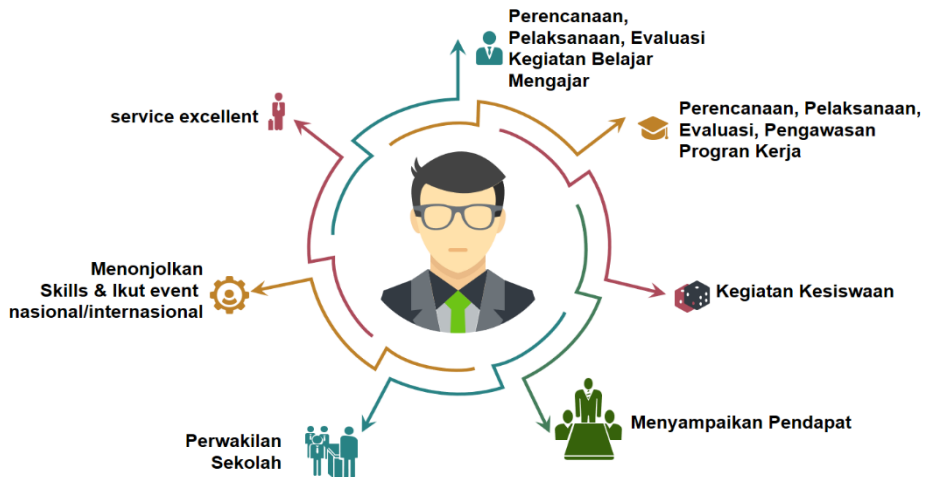 Perencanaan,
Pelaksanaan, Evaluasi
Kegiatan Belajar
Mengajar
Perencanaan, Pelaksanaan,
Evaluasi, Pengawasan
Progran Kerja
Kegiatan Kesiswaan
Menyampaikan Pendapat
Perwakilan
Sekolah
Menonjolkan
Skills & Ikut event
nasional/internasional
service excellent